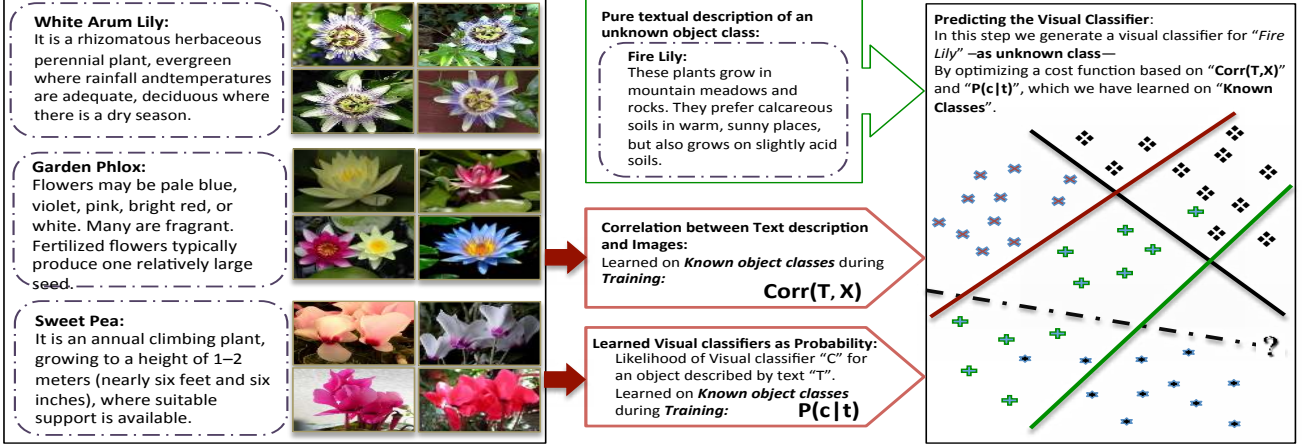 White Arum Lily:
It is a rhizomatous herbaceous
perennial plant, evergreen
where rainfall andtemperatures
are adequate, deciduous where
there is a dry season.
Garden Phlox:
Flowers may be pale blue,
violet, pink, bright red, or
white. Many are fragrant.
Fertilized flowers typically
produce one relatively large
seed.
Sweet Pea:
It is an annual climbing plant,
growing to a height of 1–2
meters (nearly six feet and six
inches), where suitable
support is available.
Pure textual description of an
unknown object class:
Fire Lily:
These plants grow in
mountain meadows and
rocks. They prefer calcareous
soils in warm, sunny places,
but also grows on slightly acid
soils.
Correlation between Text description
and Images:
Learned on Known object classes during
Training:
Corr(T, X)
Learned Visual classifiers as Probability:
Likelihood of Visual classifier “C” for
an object described by text “T”.
Learned on Known object classes
during Training:
P(c|t)
Predicting the Visual Classifier:
In this step we generate a visual classifier for “Fire
Lily” –as unknown class—
By optimizing a cost function based on “Corr(T,X)”
and “P(c|t)”, which we have learned on “Known
Classes”.
?